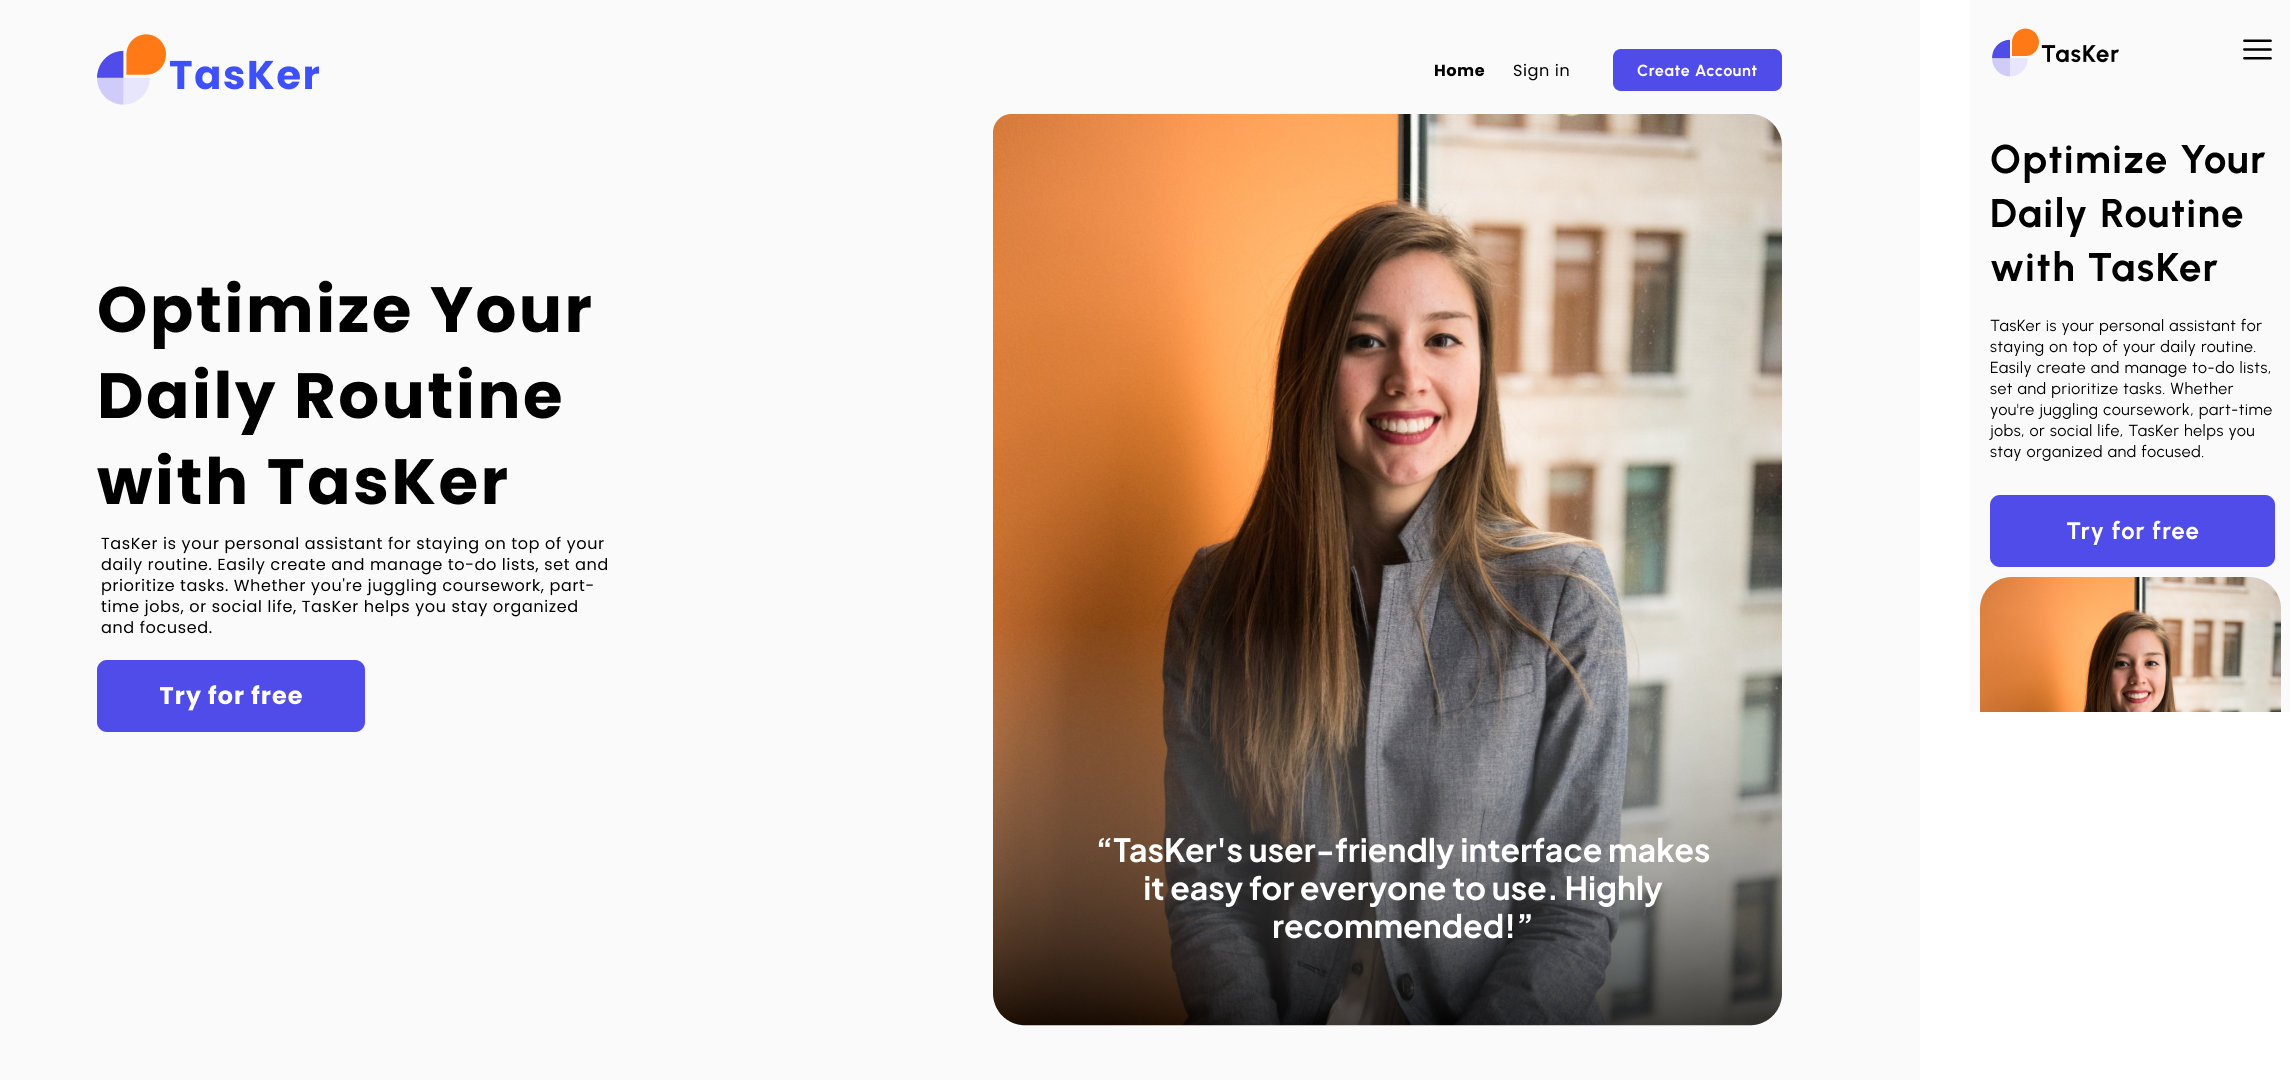 TasKer
Home
Sign in
Create Account
Optimize Your
Daily Routine
with TasKer
TasKer is your personal assistant for staying on top of your
daily routine. Easily create and manage to-do lists, set and
prioritize tasks. Whether you're juggling coursework, part-
time jobs, or social life, TasKer helps you stay organized
and focused.
Try for free
“TasKer's user-friendly interface makes
it easy for everyone to use. Highly
recommended!”
TasKer
Optimize Your
Daily Routine
with TasKer
TasKer is your personal assistant for
staying on top of your daily routine.
Easily create and manage to-do lists,
set and prioritize tasks. Whether
you're juggling coursework, part-time
jobs, or social life, TasKer helps you
stay organized and focused.
Try for free